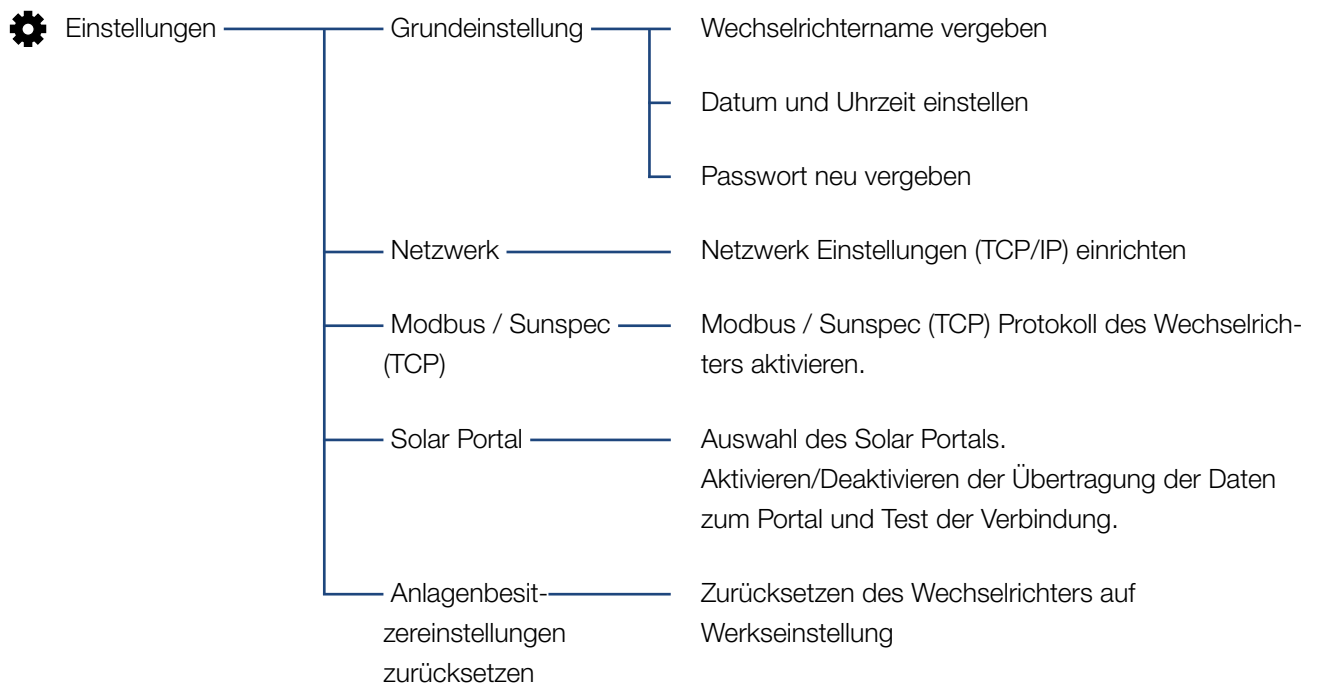 Einstellungen
Grundeinstellung
Wechselrichtername vergeben
Datum und Uhrzeit einstellen
Passwort neu vergeben
Netzwerk
Netzwerk Einstellungen (TCP/IP) einrichten
Modbus / Sunspec
(TCP)
Modbus / Sunspec (TCP) Protokoll des Wechselrich-
ters aktivieren.
Solar Portal
Auswahl des Solar Portals.
Aktivieren/Deaktivieren der Übertragung der Daten
zum Portal und Test der Verbindung.
Anlagenbesit-
zereinstellungen
zurücksetzen
Zurücksetzen des Wechselrichters auf
Werkseinstellung